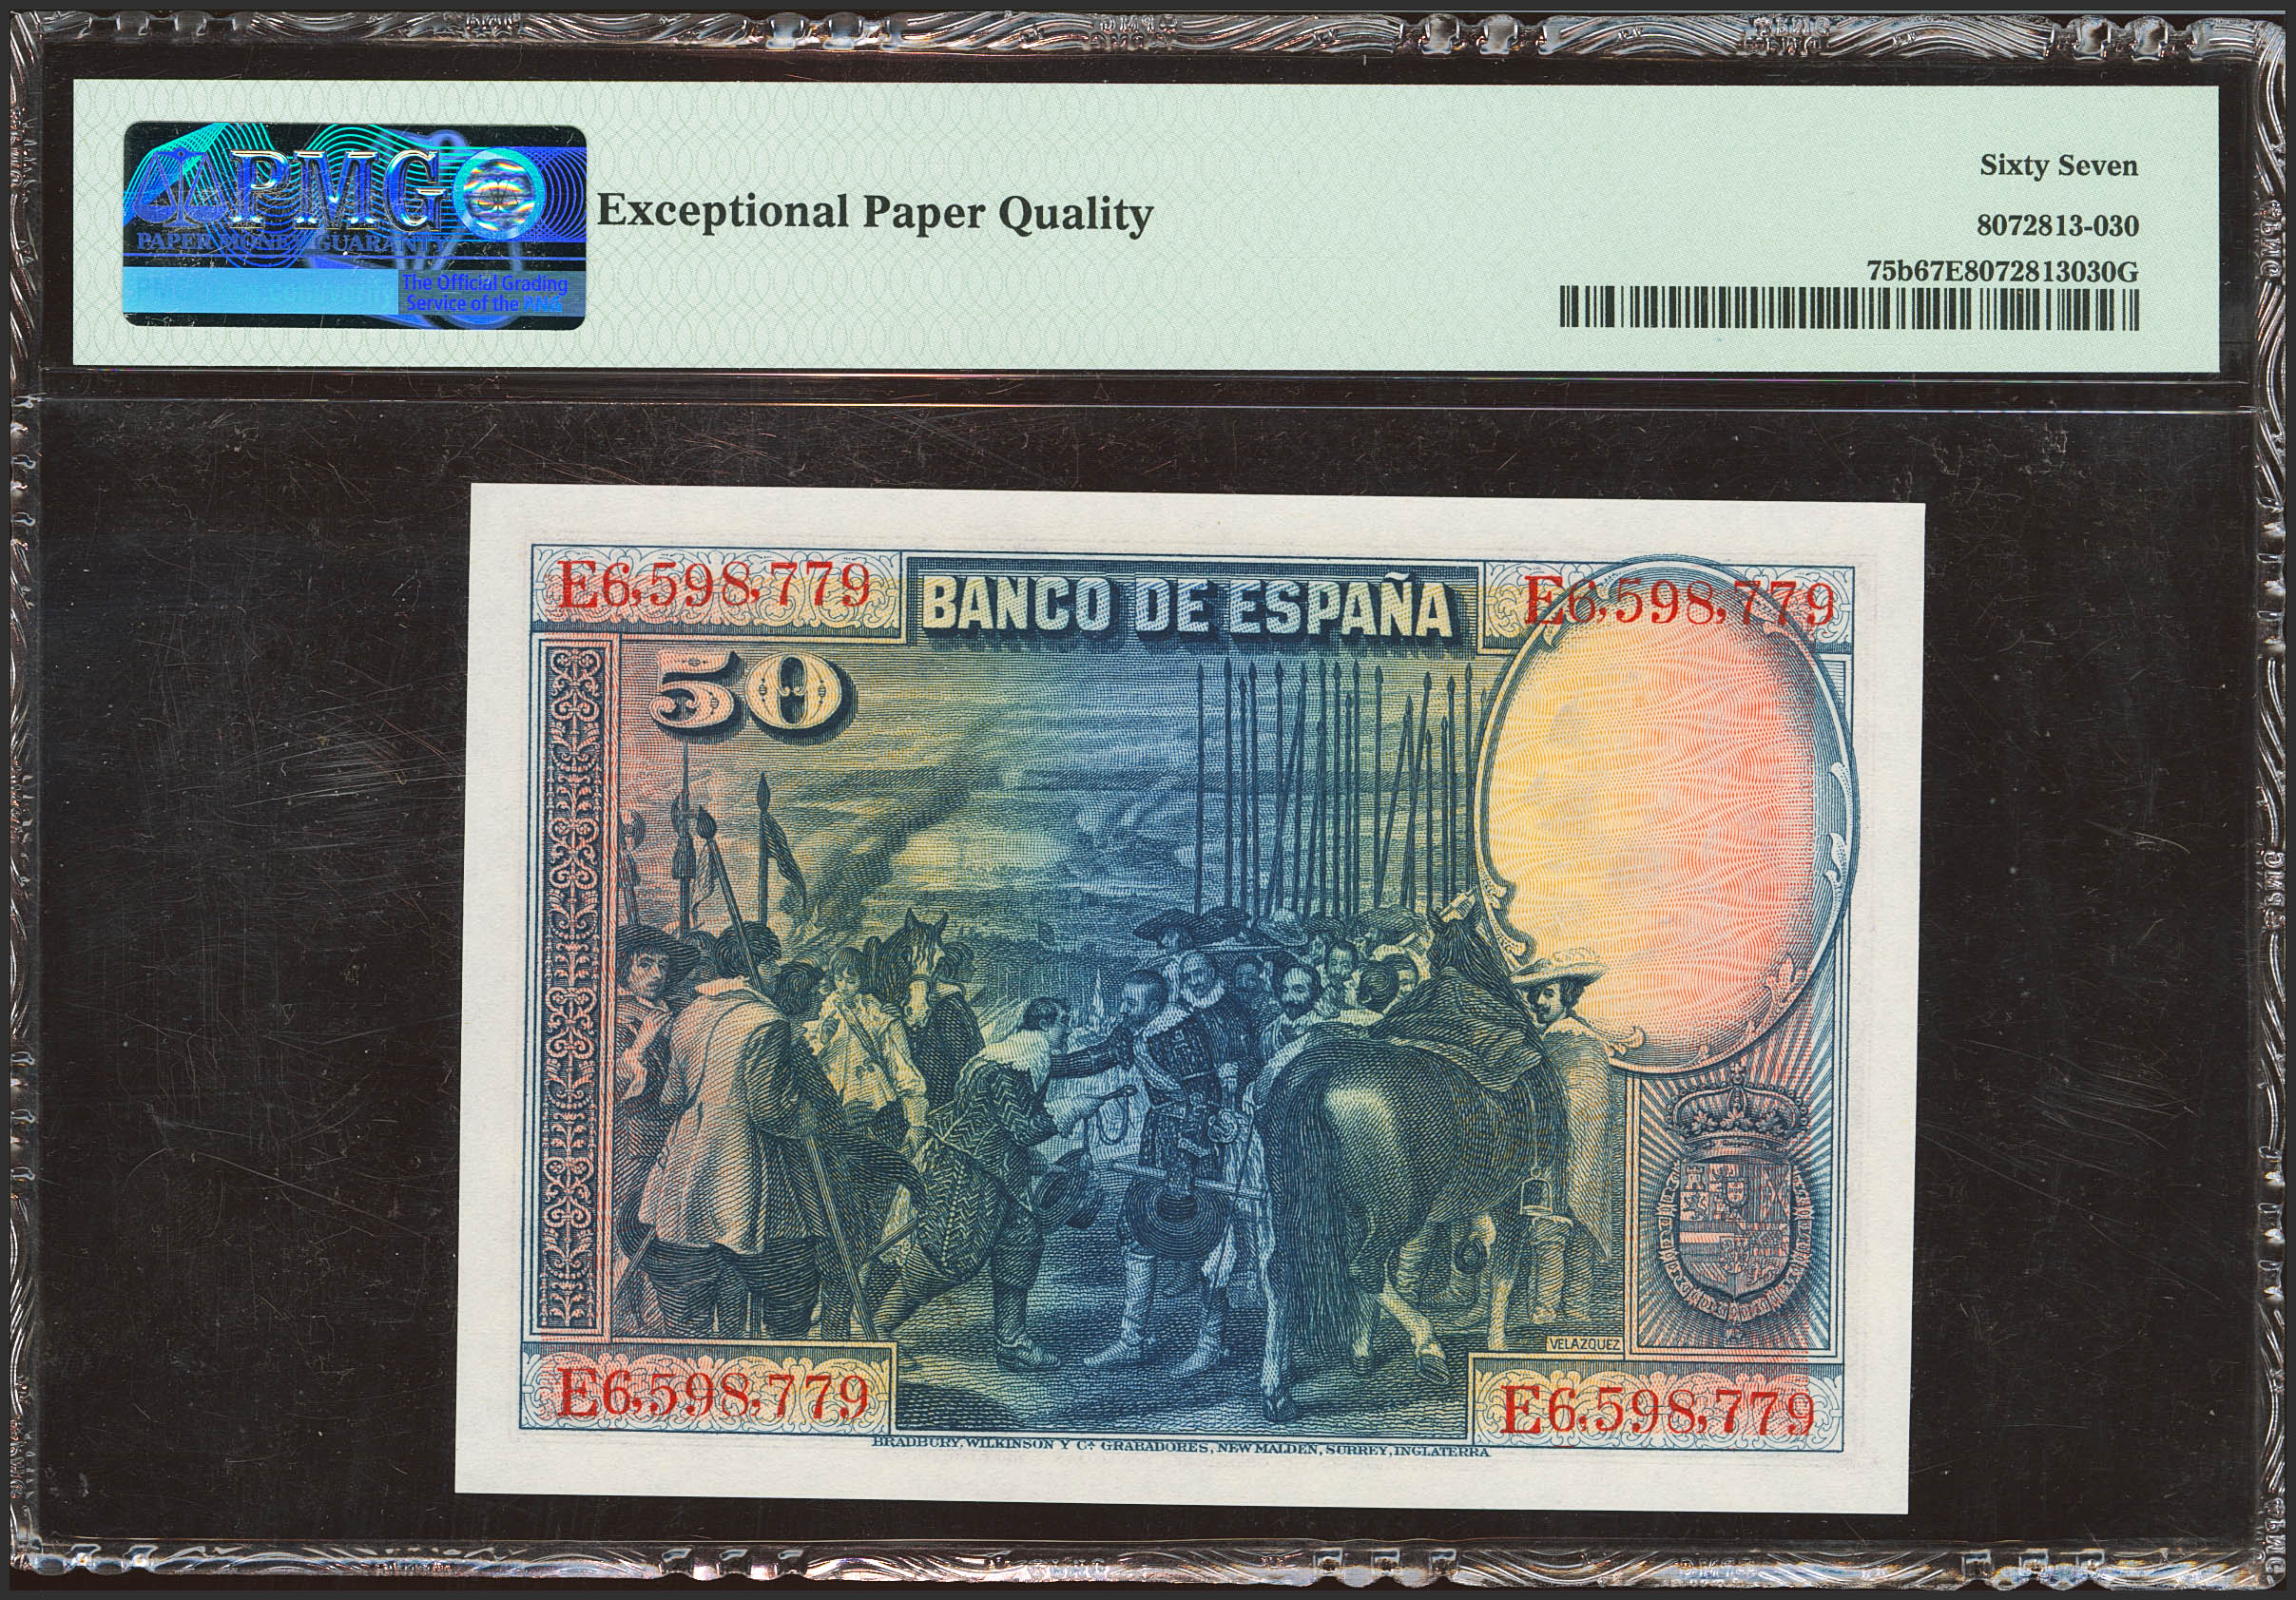 PMG
PAPER MONEY GUARANTY
The Official Grading
Service of the PNG
Exceptional Paper Quality
Sixty Seven
8072813-030
75b67E8072813030G
E6,598,779
BANCO DE ESPAÑA
E6,598,779
50
VELAZQUEZ
E6,598,779
E6,598,779
BRADBURY, WILKINSON Y Cª GRABADORES, NEW MALDEN, SURREY, INGLATERRA